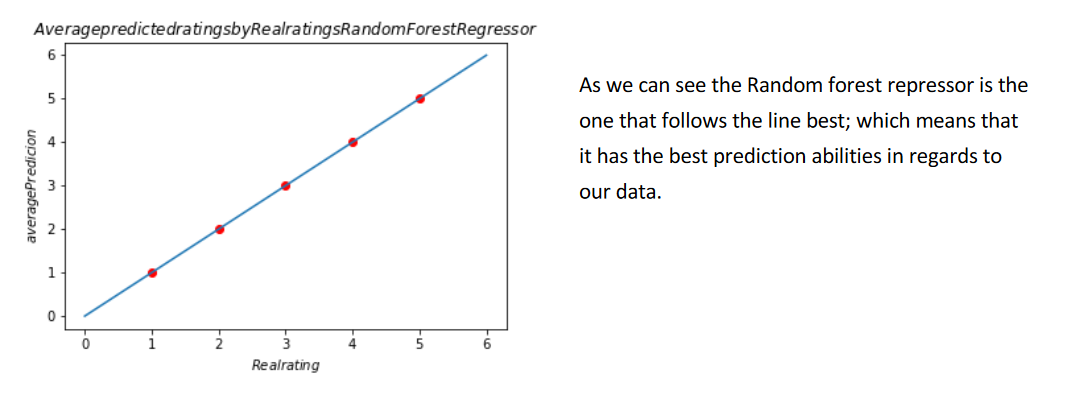 AveragepredictedratingsbyRealratingsRandomForestRegressor
6
5
4
3
2
1
0
averagePredicion
0 1 2 3 4 5 6
Realrating
As we can see the Random forest repressor is the
one that follows the line best; which means that
it has the best prediction abilities in regards to
our data.